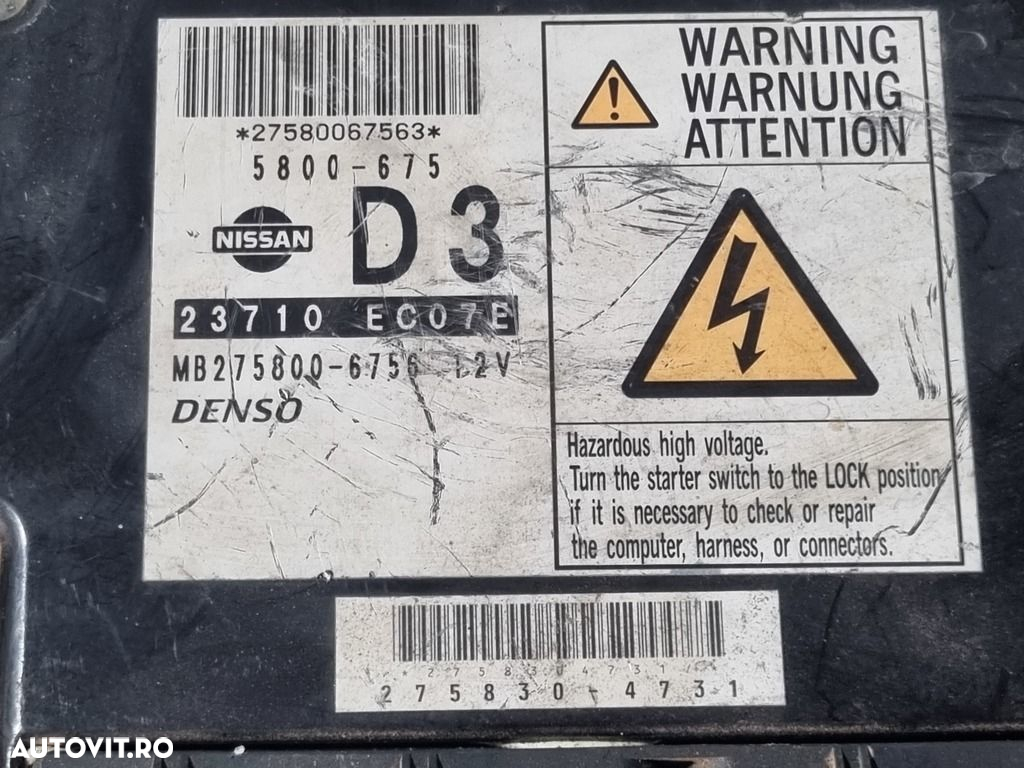 *27580067563*
5800-675
NISSAN
D3
23710 EC07E
MB275800-6756 12V
DENSO
WARNING
WARNUNG
ATTENTION
Hazardous high voltage.
Turn the starter switch to the LOCK position
if it is necessary to check or repair
the computer, harness, or connectors.
275830-4731
AUTOVIT.RO